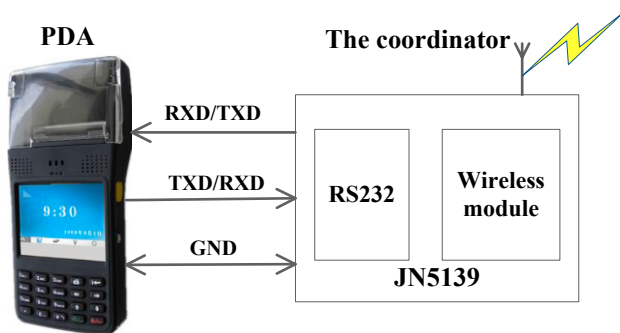 PDA
The coordinator
RXD/TXD
TXD/RXD
GND
RS232
Wireless
module
JN5139
9:30